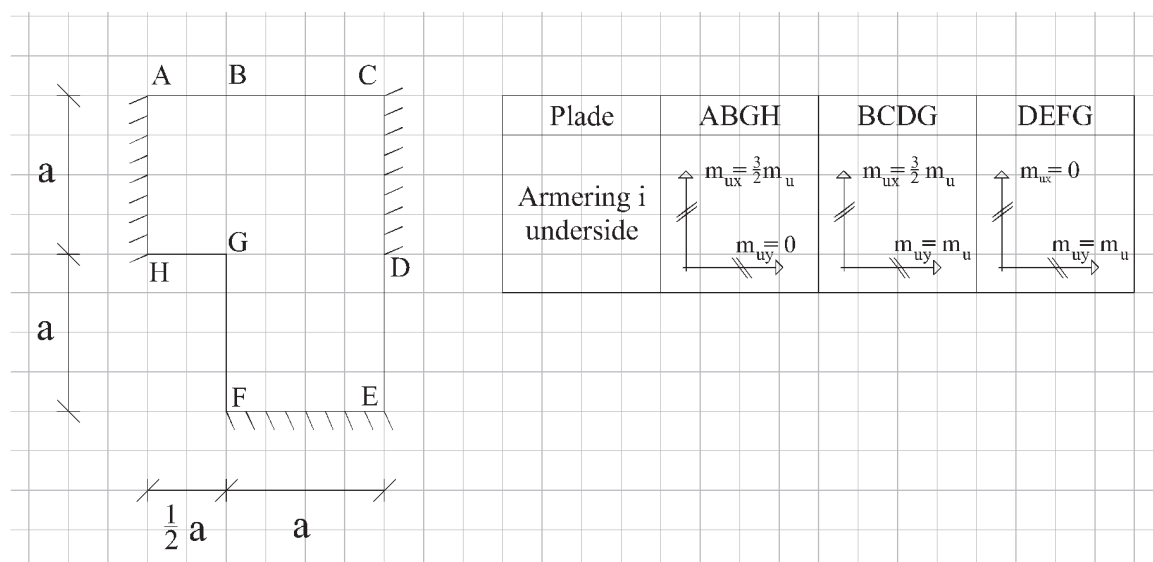 A B C
a
G
H D
a
F E
1/2 a a
Plade ABGH BCDG DEFG
Armering i underside
m_ux = 3/2 m_u m_ux = 3/2 m_u m_ux = 0
m_uy = 0 m_uy = m_u m_uy = m_u